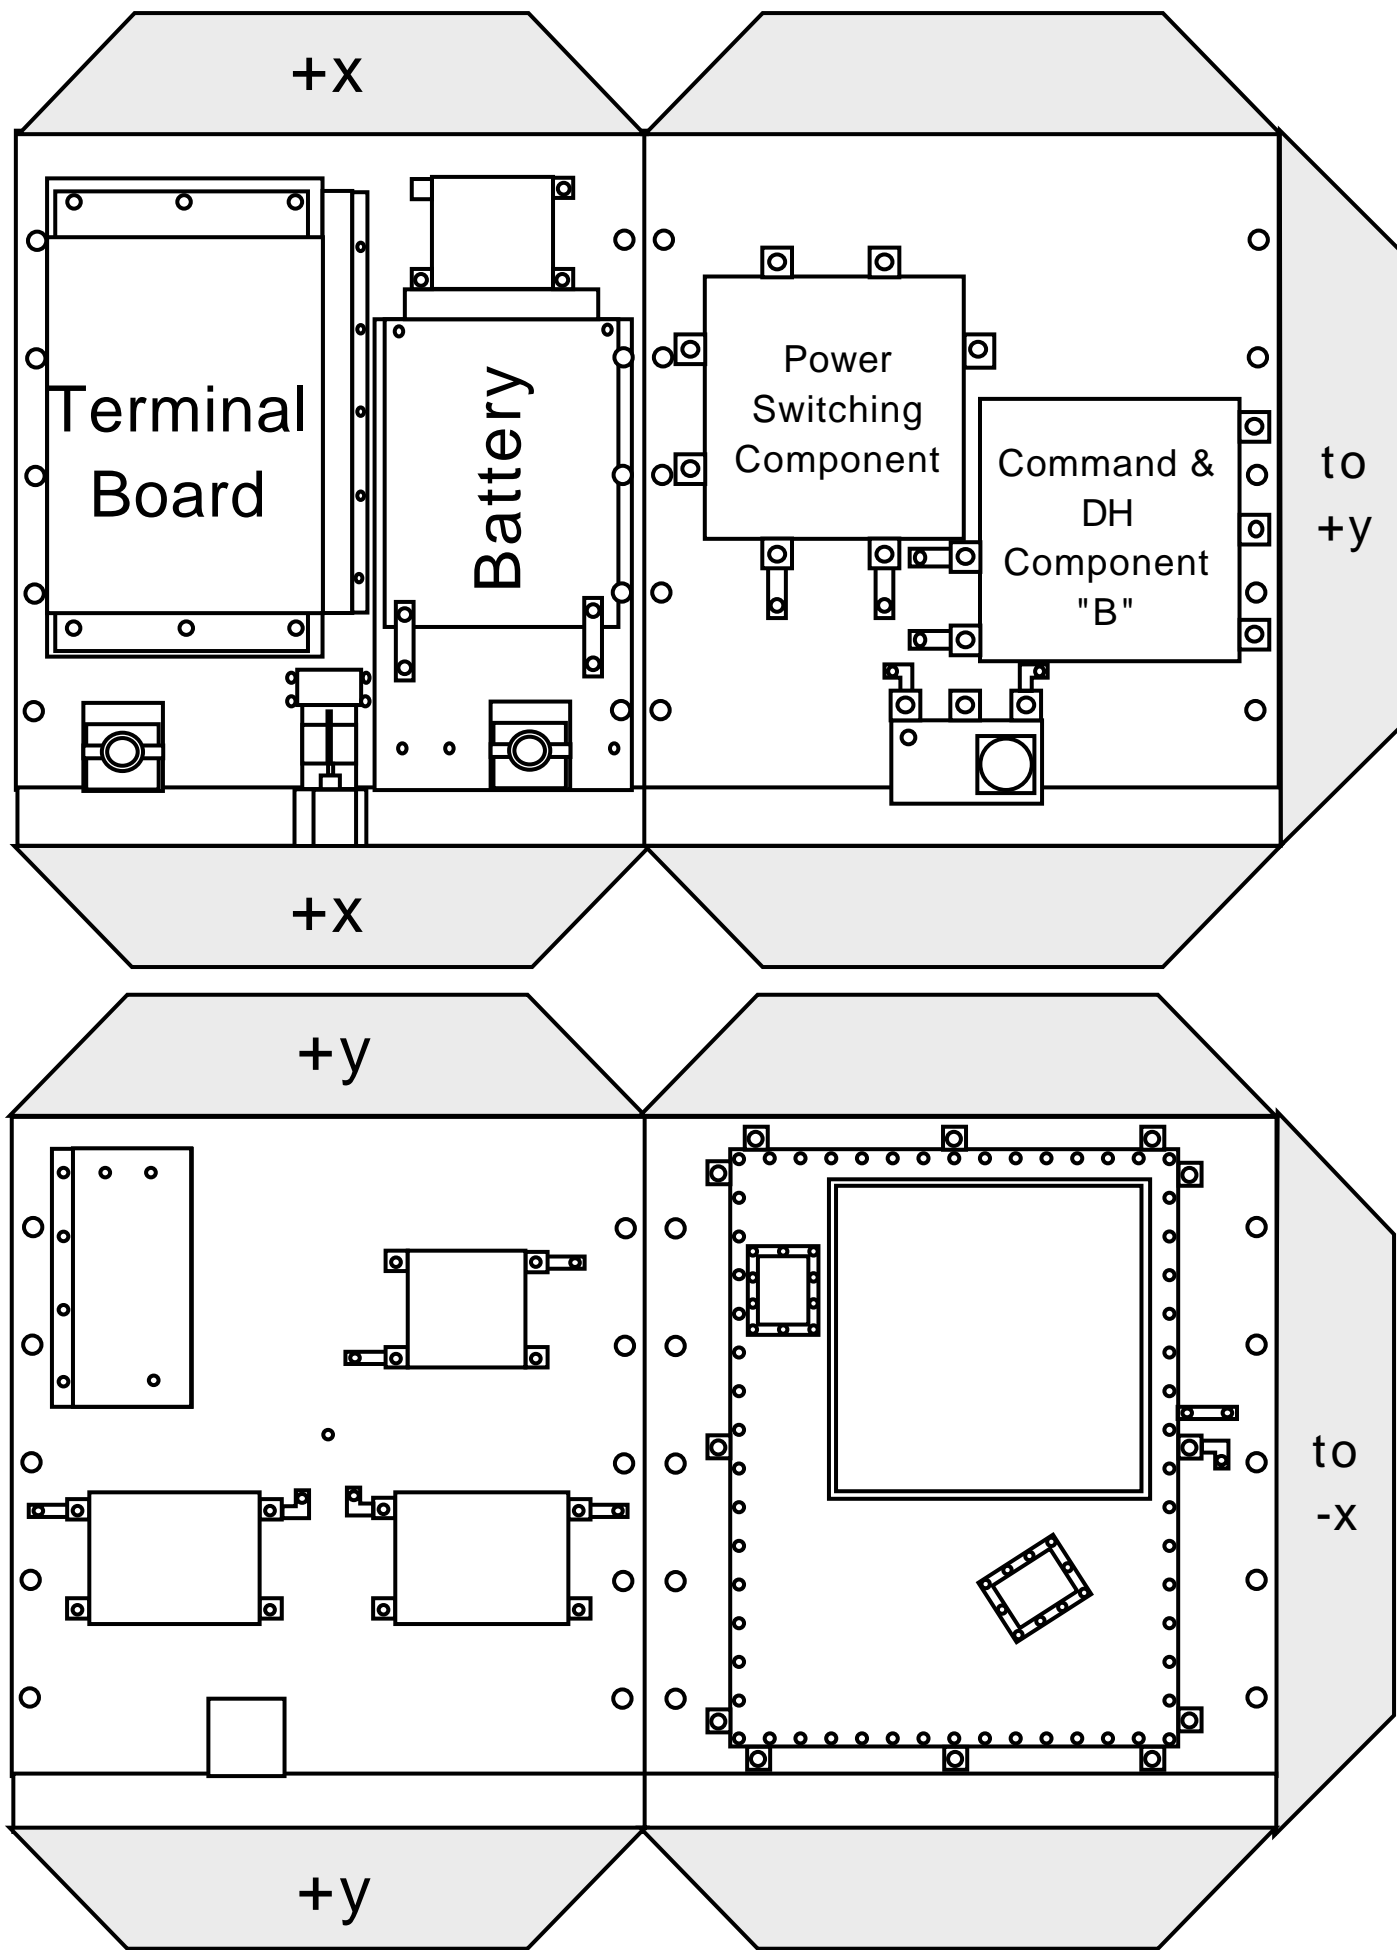 +x
Terminal
Board
Battery
Power
Switching
Component
Command &
DH
Component
"B"
to
+y
+x
+y
to
-x
+y